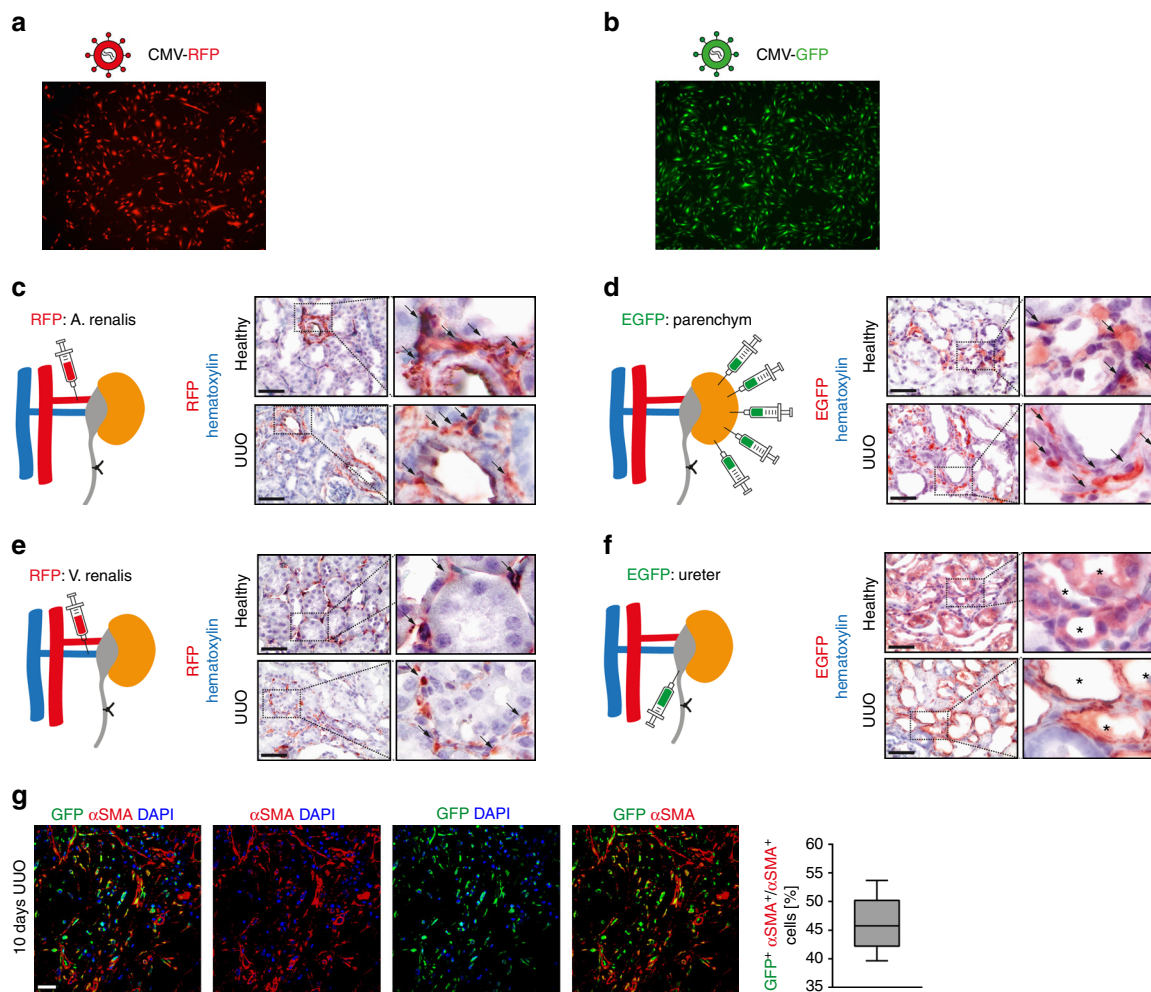 a
CMV-RFP
b
CMV-GFP
c
RFP: A. renalis
RFP
hematoxylin
Healthy
UUO
d
EGFP: parenchym
EGFP
hematoxylin
Healthy
UUO
e
RFP: V. renalis
RFP
hematoxylin
Healthy
UUO
f
EGFP: ureter
EGFP
hematoxylin
Healthy
UUO
*
*
*
*
*
*
g
GFP αSMA DAPI
αSMA DAPI
GFP DAPI
GFP αSMA
10 days UUO
GFP⁺ αSMA⁺/αSMA⁺
cells [%]
60
55
50
45
40
35